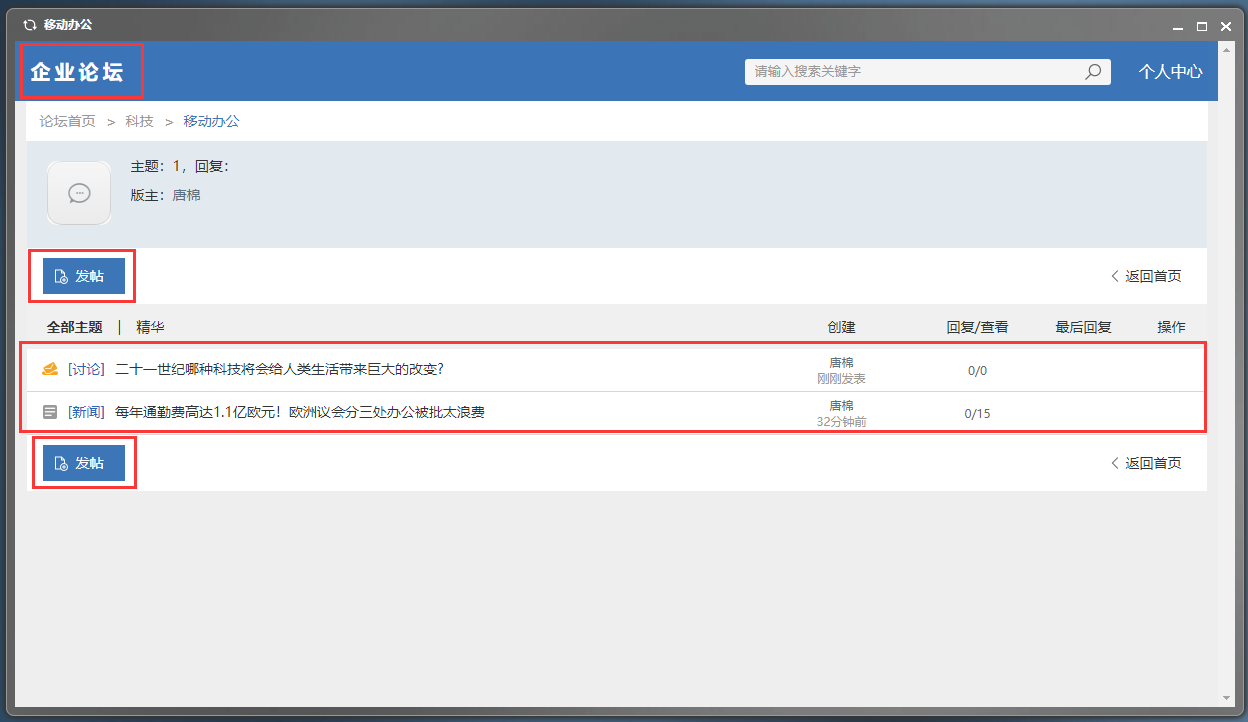 移动办公
企业论坛
请输入搜索关键字
个人中心
论坛首页 > 科技 > 移动办公
主题：1，回复：
版主：唐棉
发帖
返回首页
全部主题 | 精华 创建 回复/查看 最后回复 操作
[讨论] 二十一世纪哪种科技将会给人类生活带来巨大的改变? 唐棉 0/0
刚刚发表
[新闻] 每年通勤费高达1.1亿欧元！欧洲议会分三处办公被批太浪费 唐棉 0/15
32分钟前
发帖
返回首页